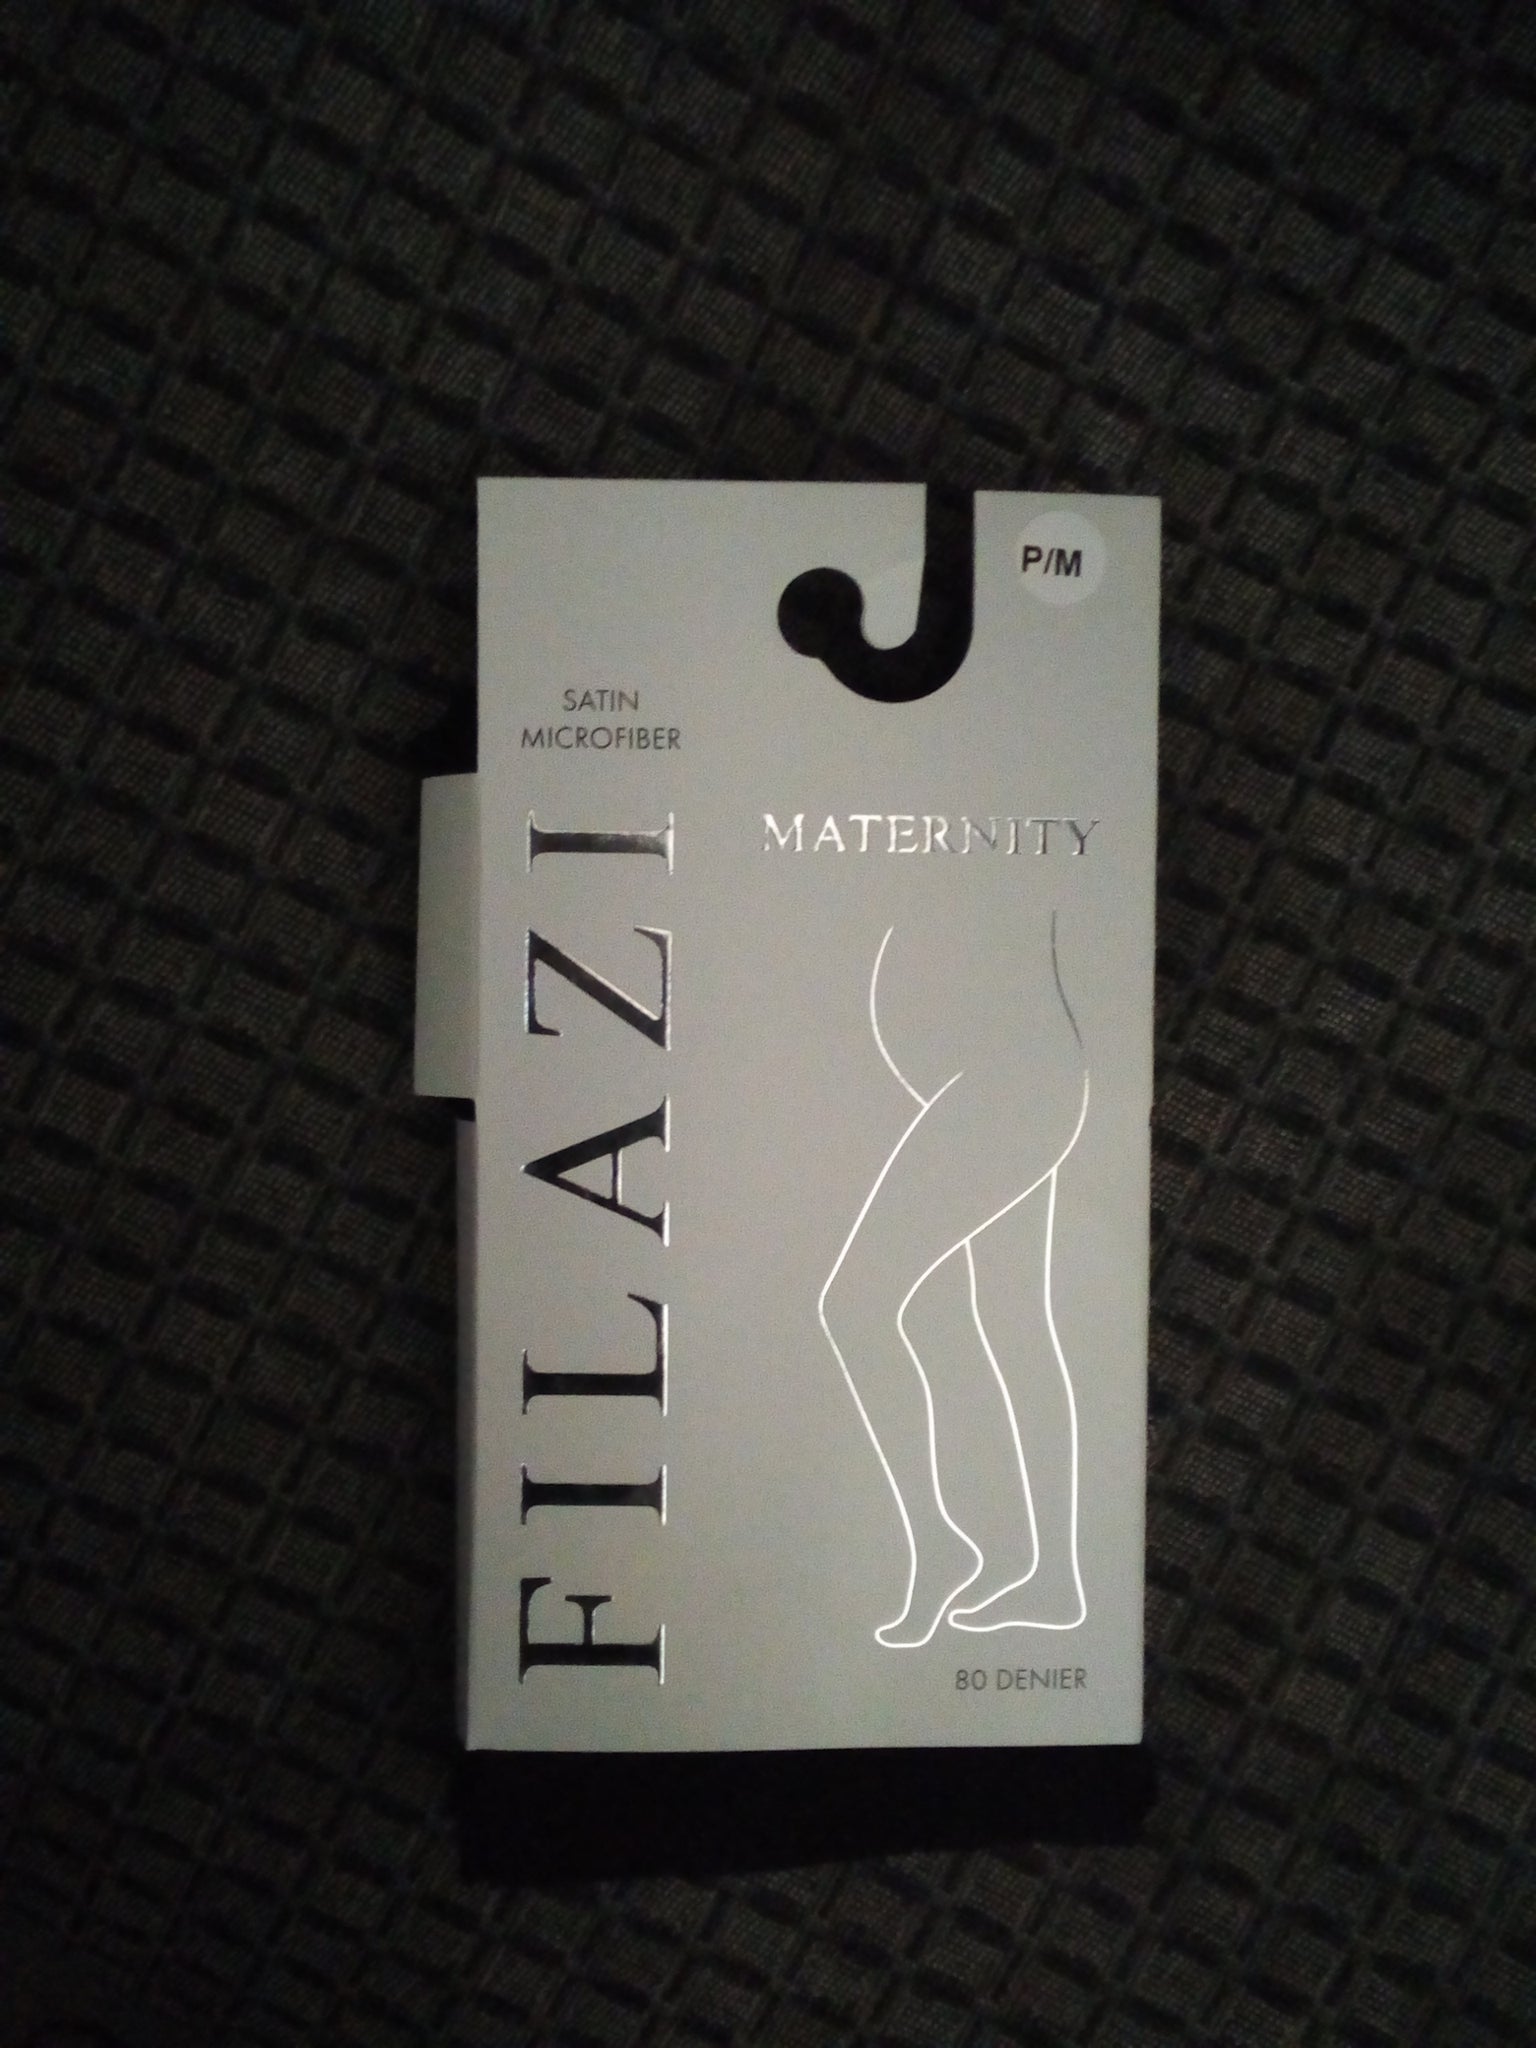 P/M
SATIN
MICROFIBER
FILAZI
MATERNITY
80 DENIER